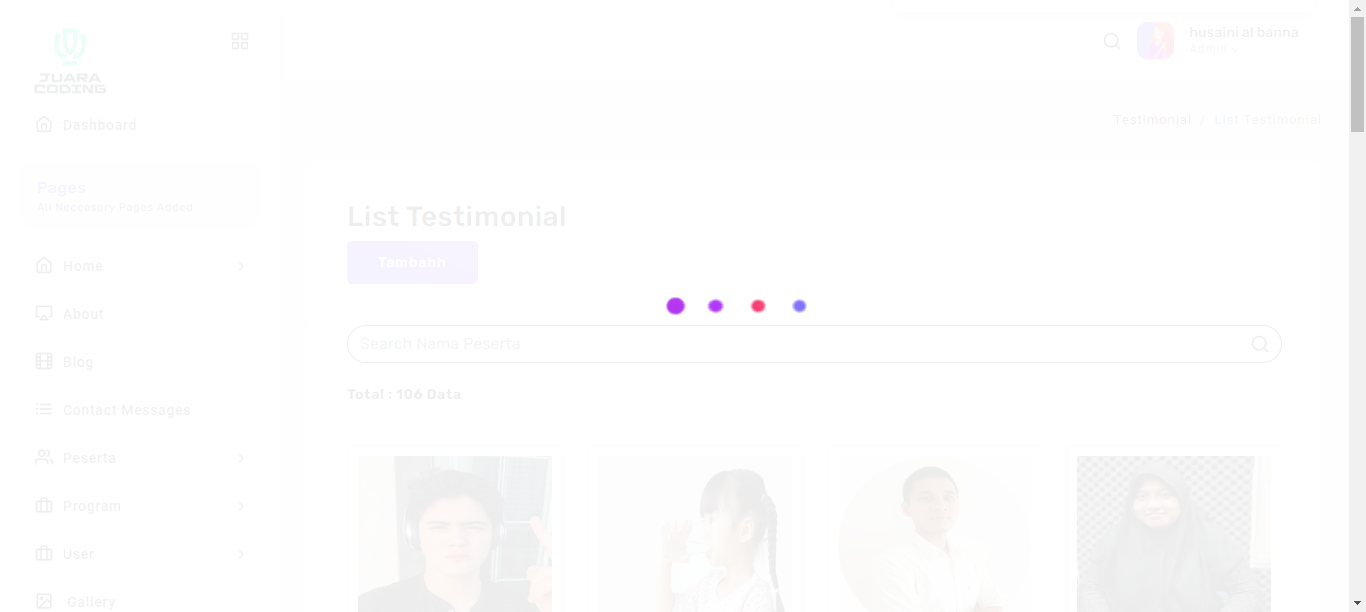 JUARA
CODING
husaini al banna
Admin
Dashboard
Testimonial / List Testimonial
Pages
All Neccesory Pages Added
List Testimonial
Tambahh
Home
About
Search Nama Peserta
Blog
Total : 106 Data
Contact Messages
Peserta
Program
User
Gallery